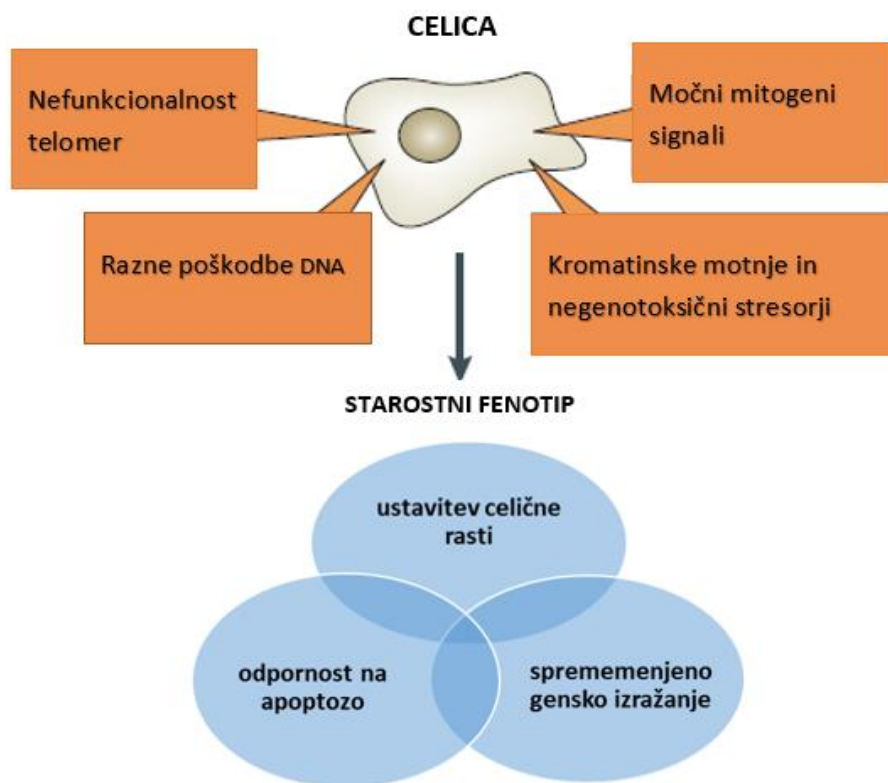 CELICA
Nefunkcionalnost
telomer
Močni mitogeni
signali
Razne poškodbe DNA
Kromatinske motnje in
negenotoksični stresorji
STAROSTNI FENOTIP
ustavitev celične
rasti
odpornost na
apoptozo
sprememenjeno
gensko izražanje